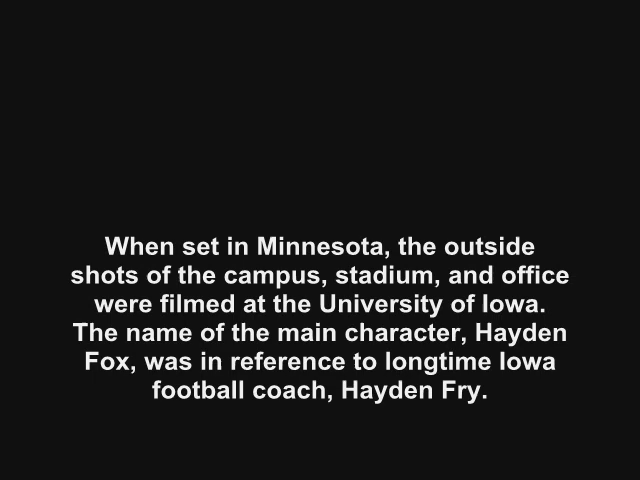 When set in Minnesota, the outside
shots of the campus, stadium, and office
were filmed at the University of Iowa.
The name of the main character, Hayden
Fox, was in reference to longtime Iowa
football coach, Hayden Fry.